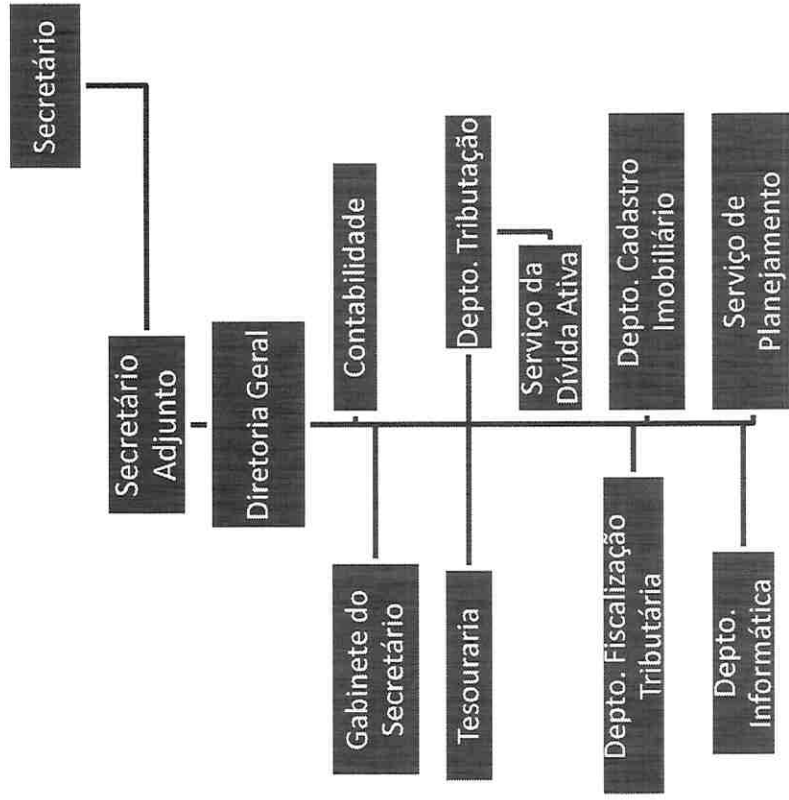 Secretário
Secretário
Adjunto
Diretoria Geral
Gabinete do
Secretário
Contabilidade
Tesouraria
Depto. Tributação
Serviço da
Dívida Ativa
Depto. Fiscalização
Tributária
Depto. Cadastro
Imobiliário
Depto.
Informática
Serviço de
Planejamento